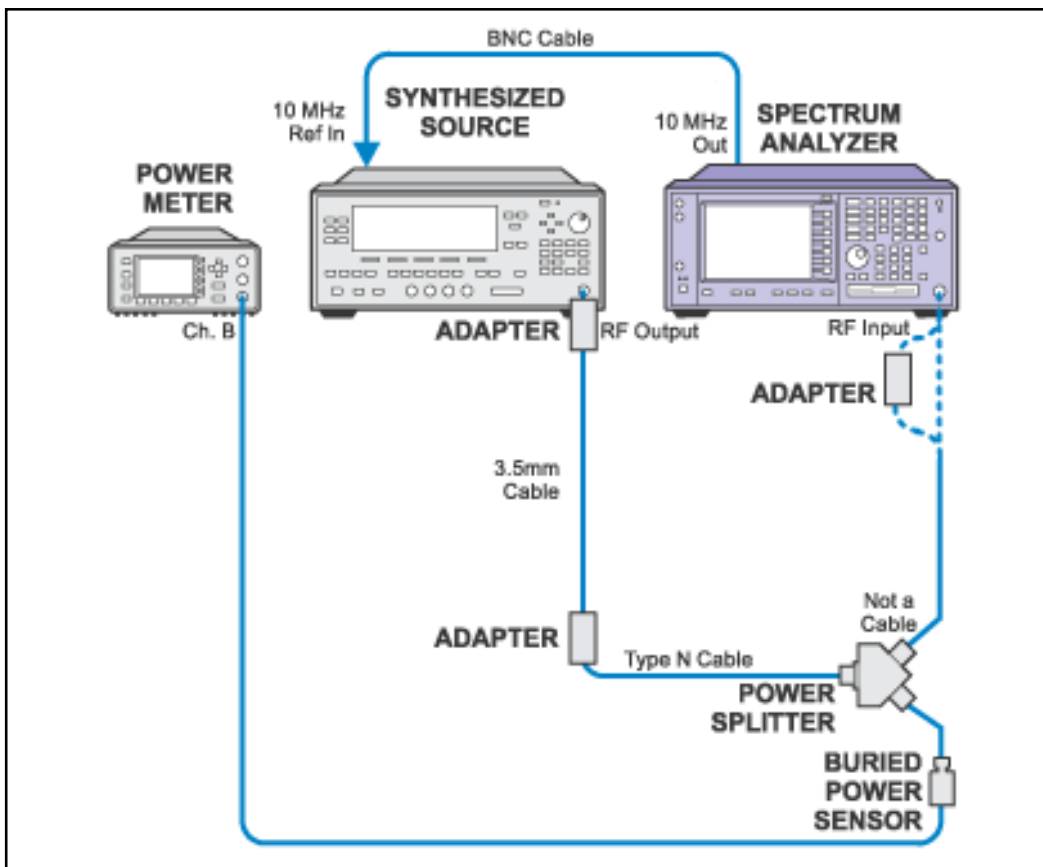 BNC Cable
10 MHz
Ref In
SYNTHESIZED
SOURCE
10 MHz
Out
SPECTRUM
ANALYZER
POWER
METER
Ch. B
ADAPTER
RF Output
RF Input
ADAPTER
3.5mm
Cable
Not a
Cable
ADAPTER
Type N Cable
POWER
SPLITTER
BURIED
POWER
SENSOR